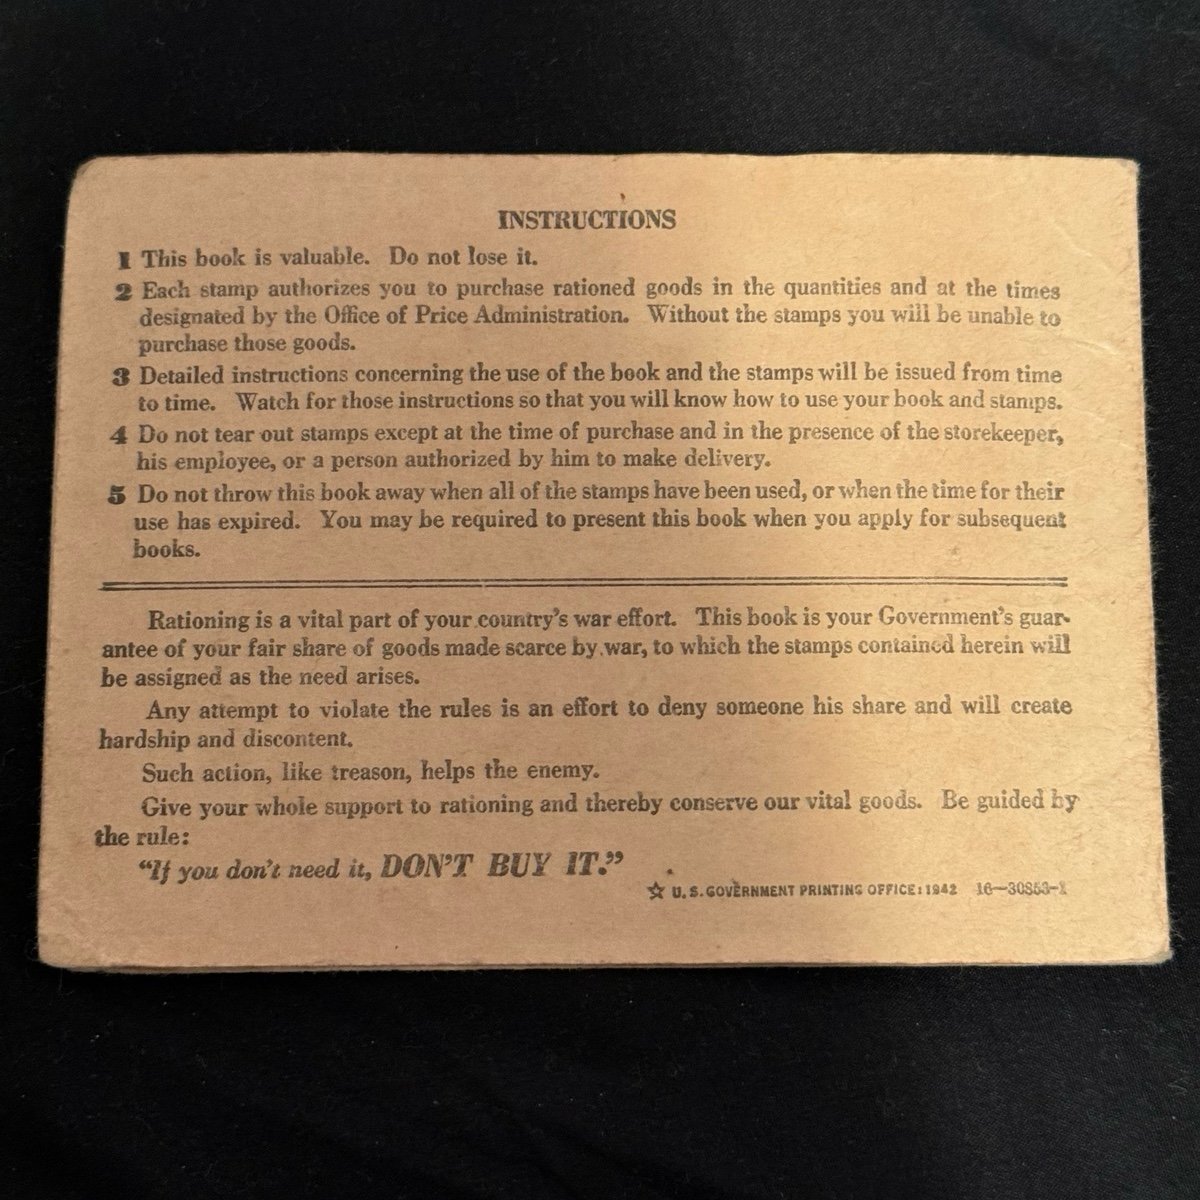 INSTRUCTIONS
1 This book is valuable. Do not lose it.
2 Each stamp authorizes you to purchase rationed goods in the quantities and at the times
designated by the Office of Price Administration. Without the stamps you will be unable to
purchase those goods.
3 Detailed instructions concerning the use of the book and the stamps will be issued from time
to time. Watch for those instructions so that you will know how to use your book and stamps.
4 Do not tear out stamps except at the time of purchase and in the presence of the storekeeper,
his employee, or a person authorized by him to make delivery.
5 Do not throw this book away when all of the stamps have been used, or when the time for their
use has expired. You may be required to present this book when you apply for subsequent
books.
Rationing is a vital part of your country's war effort. This book is your Government's guar-
antee of your fair share of goods made scarce by war, to which the stamps contained herein will
be assigned as the need arises.
Any attempt to violate the rules is an effort to deny someone his share and will create
hardship and discontent.
Such action, like treason, helps the enemy.
Give your whole support to rationing and thereby conserve our vital goods. Be guided by
the rule:
"If you don't need it, DON'T BUY IT."
☆ U. S. GOVERNMENT PRINTING OFFICE: 1942 16—30853-1